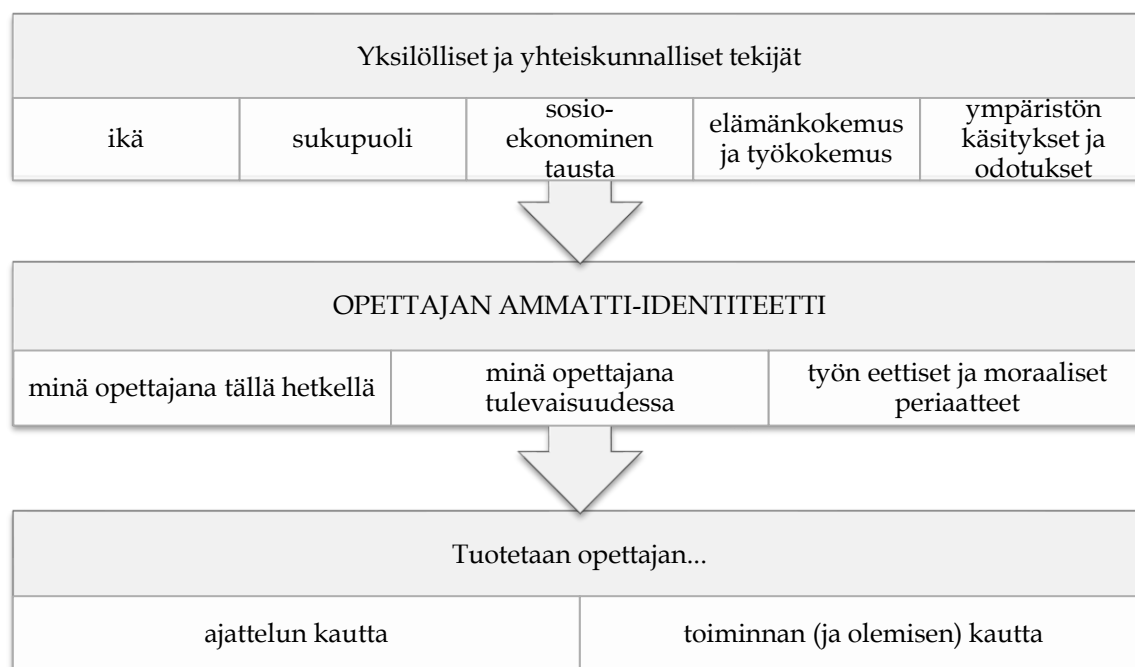 Yksilölliset ja yhteiskunnalliset tekijät
ikä
sukupuoli
sosio-
ekonominen
tausta
elämänkokemus
ja työkokemus
ympäristön
käsitykset ja
odotukset
OPETTAJAN AMMATTI-IDENTITEETTI
minä opettajana tällä hetkellä
minä opettajana
tulevaisuudessa
työn eettiset ja moraaliset
periaatteet
Tuotetaan opettajan...
ajattelun kautta
toiminnan (ja olemisen) kautta